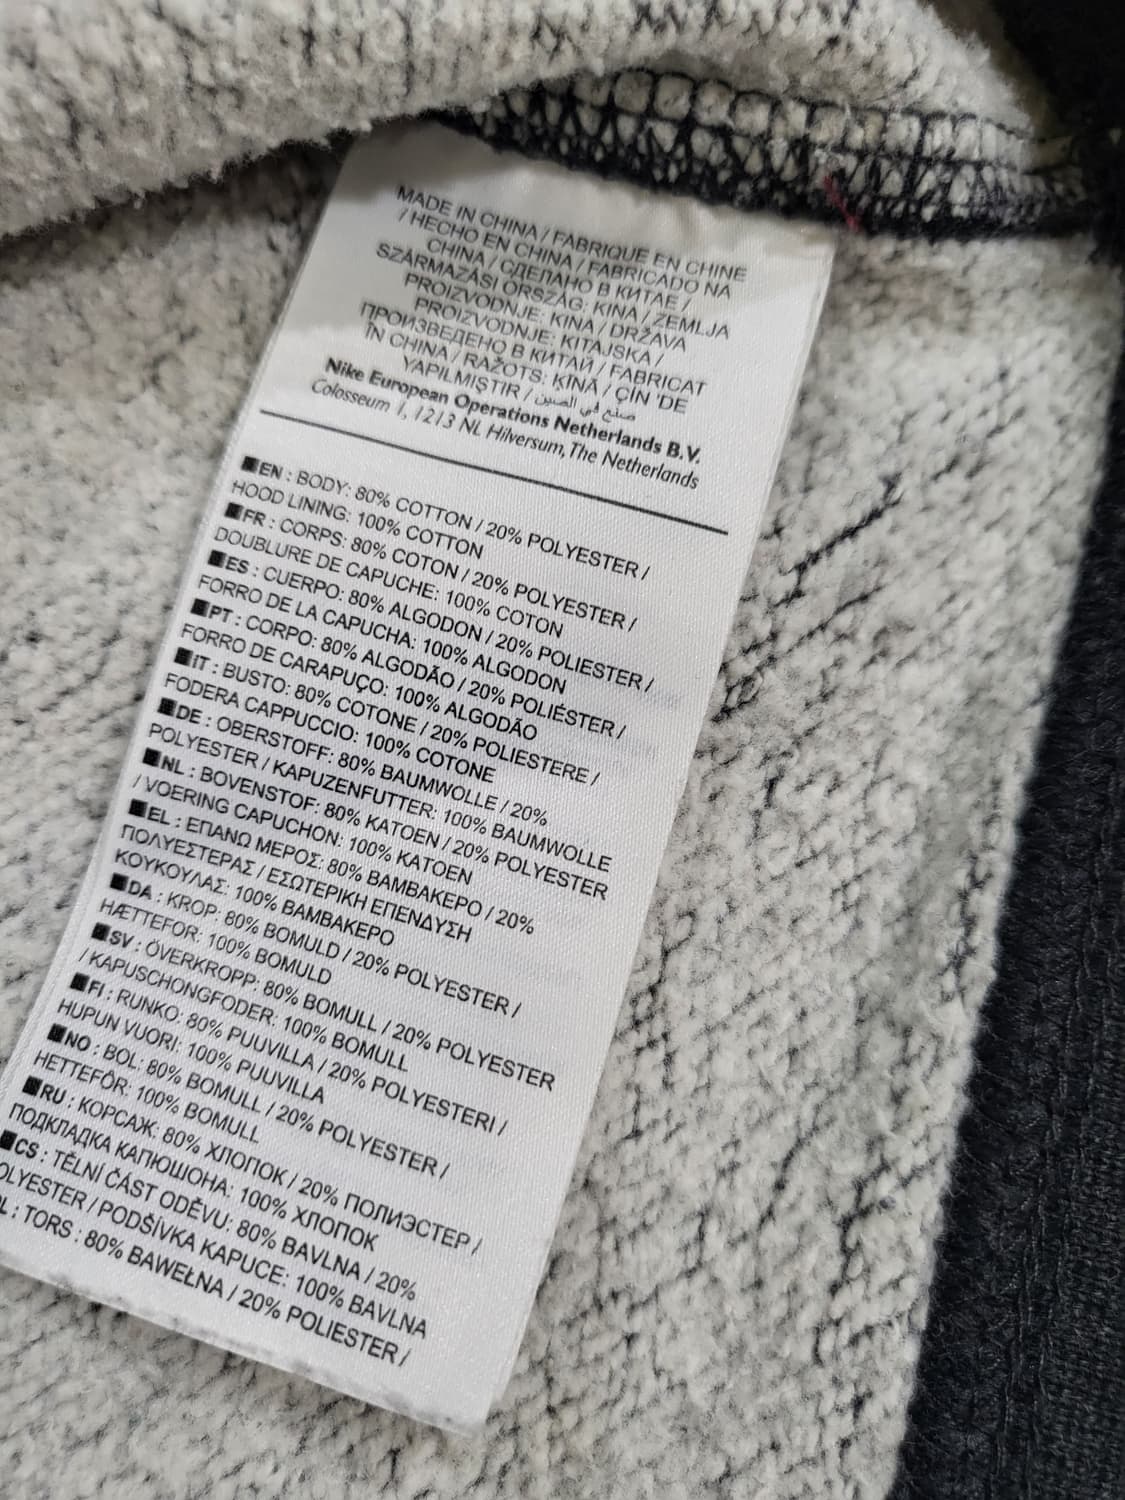 MADE IN CHINA / FABRIQUE EN CHINE
/ HECHO EN CHINA / FABRICADO NA
CHINA / СДЕЛАНО В КИТАЕ /
SZÁRMAZÁSI ORSZÁG: KINA / ZEMLJA
PROIZVODNJE: KINA / DRŽAVA
PROIZVODNJE: KITAJSKA /
ПРОИЗВЕДЕНО В КИТАЙ / FABRICAT
ÎN CHINA / RAŽOTS: ĶĪNĀ / ÇİN 'DE
YAPILMIŞTIR / صنع في الصين
Nike European Operations Netherlands B.V.
Colosseum 1, 1213 NL Hilversum, The Netherlands
EN : BODY: 80% COTTON / 20% POLYESTER /
HOOD LINING: 100% COTTON
FR : CORPS: 80% COTON / 20% POLYESTER /
DOUBLURE DE CAPUCHE: 100% COTON
ES : CUERPO: 80% ALGODON / 20% POLIESTER /
FORRO DE LA CAPUCHA: 100% ALGODON
PT : CORPO: 80% ALGODÃO / 20% POLIÉSTER /
FORRO DE CARAPUÇO: 100% ALGODÃO
IT : BUSTO: 80% COTONE / 20% POLIESTERE /
FODERA CAPPUCCIO: 100% COTONE
DE : OBERSTOFF: 80% BAUMWOLLE / 20%
POLYESTER / KAPUZENFUTTER: 100% BAUMWOLLE
NL : BOVENSTOF: 80% KATOEN / 20% POLYESTER
/ VOERING CAPUCHON: 100% KATOEN
EL : ΕΠΑΝΩ ΜΕΡΟΣ: 80% ΒΑΜΒΑΚΕΡΟ / 20%
ΠΟΛΥΕΣΤΕΡΑΣ / ΕΣΩΤΕΡΙΚΗ ΕΠΕΝΔΥΣΗ
ΚΟΥΚΟΥΛΑΣ: 100% ΒΑΜΒΑΚΕΡΟ
DA : KROP: 80% BOMULD / 20% POLYESTER /
HÆTTEFOR: 100% BOMULD
SV : ÖVERKROPP: 80% BOMULL / 20% POLYESTER
/ KAPUSCHONGFODER: 100% BOMULL
FI : RUNKO: 80% PUUVILLA / 20% POLYESTERI /
HUPUN VUORI: 100% PUUVILLA
NO : BOL: 80% BOMULL / 20% POLYESTER /
HETTEFÔR: 100% BOMULL
RU : КОРСАЖ: 80% ХЛОПОК / 20% ПОЛИЭСТЕР /
ПОДКЛАДКА КАПЮШОНА: 100% ХЛОПОК
CS : TĚLNÍ ČÁST ODĚVU: 80% BAVLNA / 20%
OLYESTER / PODŠÍVKA KAPUCE: 100% BAVLNA
L : TORS : 80% BAWEŁNA / 20% POLIESTER /